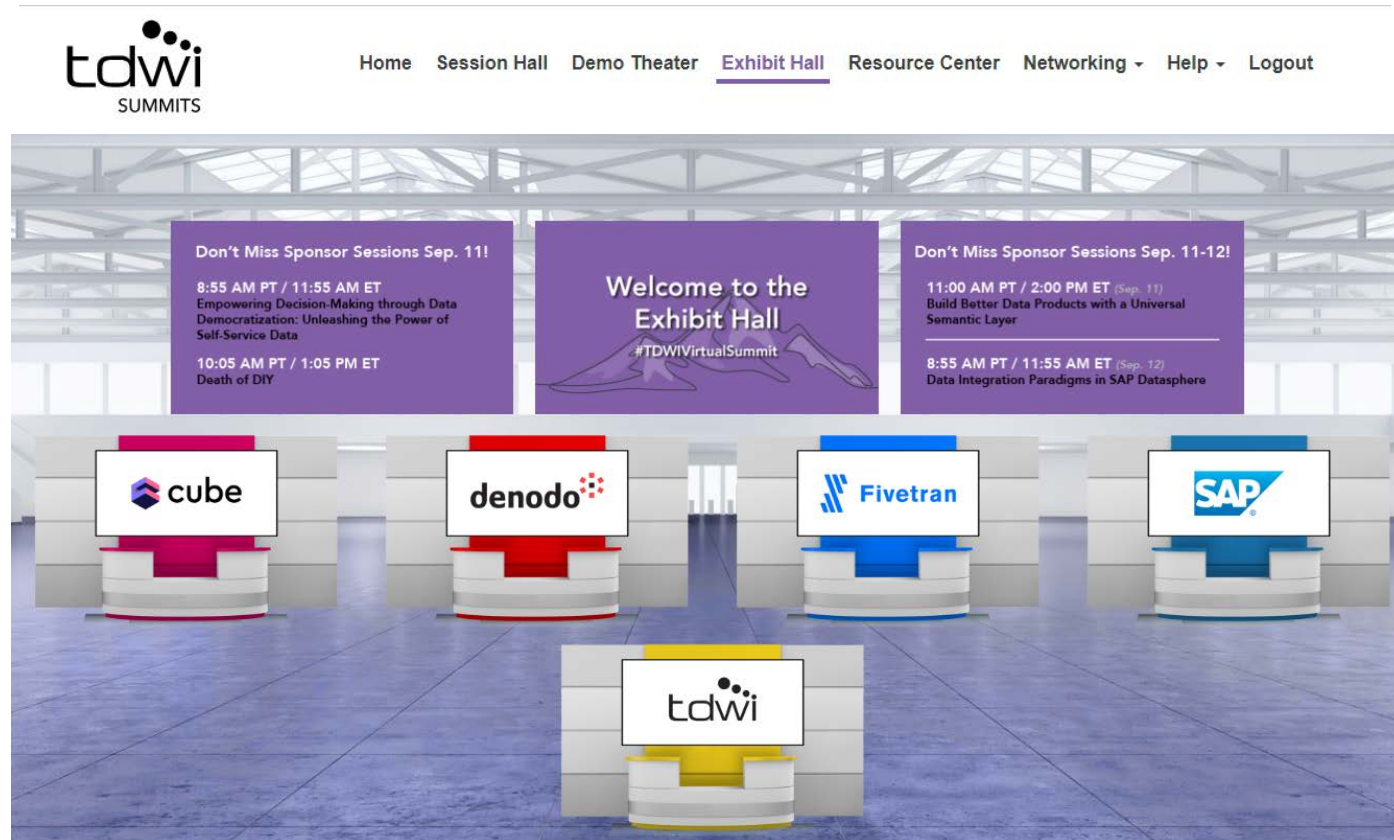 tdwi
SUMMITS
Home Session Hall Demo Theater Exhibit Hall Resource Center Networking Help Logout
Don't Miss Sponsor Sessions Sep. 11!
8:55 AM PT / 11:55 AM ET
Empowering Decision-Making through Data
Democratization: Unleashing the Power of
Self-Service Data
10:05 AM PT / 1:05 PM ET
Death of DIY
Welcome to the
Exhibit Hall
#TDWIVirtualSummit
Don't Miss Sponsor Sessions Sep. 11-12!
11:00 AM PT / 2:00 PM ET (Sep. 11)
Build Better Data Products with a Universal
Semantic Layer
8:55 AM PT / 11:55 AM ET (Sep. 12)
Data Integration Paradigms in SAP Datasphere
cube
denodo
Fivetran
SAP®
tdwi